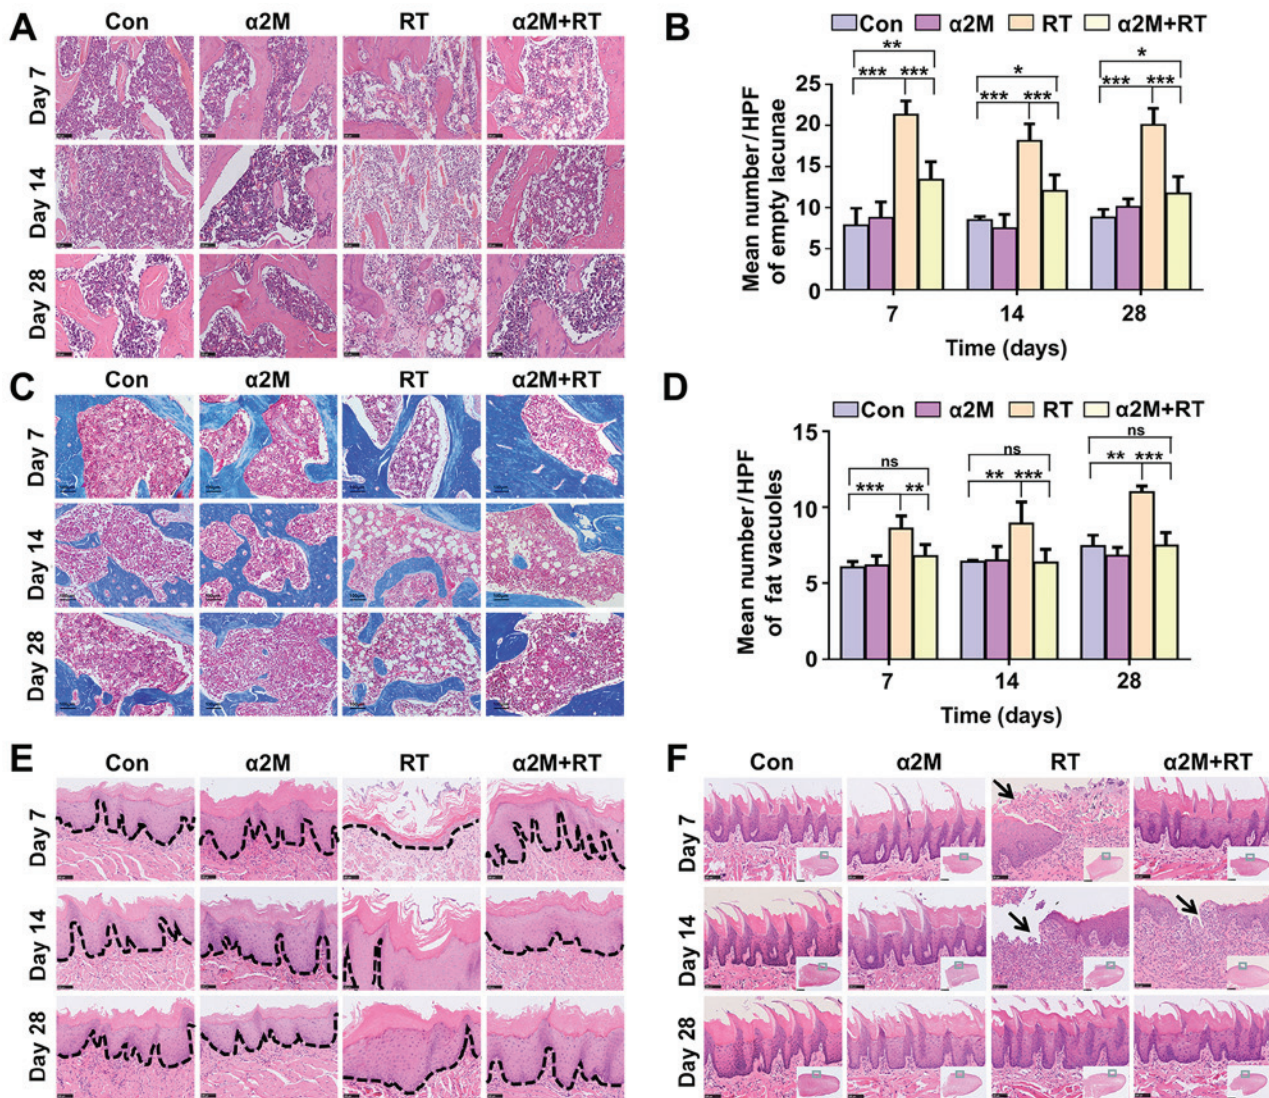 A
Con α2M RT α2M+RT
Day 7
Day 14
Day 28
B
Con α2M RT α2M+RT
Mean number/HPF
of empty lacunae
25
20
15
10
5
0
** * *
*** *** *** *** *** ***
7 14 28
Time (days)
C
Con α2M RT α2M+RT
Day 7
Day 14
Day 28
D
Con α2M RT α2M+RT
Mean number/HPF
of fat vacuoles
15
10
5
0
ns ns ns
*** ** ** *** ** ***
7 14 28
Time (days)
E
Con α2M RT α2M+RT
Day 7
Day 14
Day 28
F
Con α2M RT α2M+RT
Day 7
Day 14
Day 28